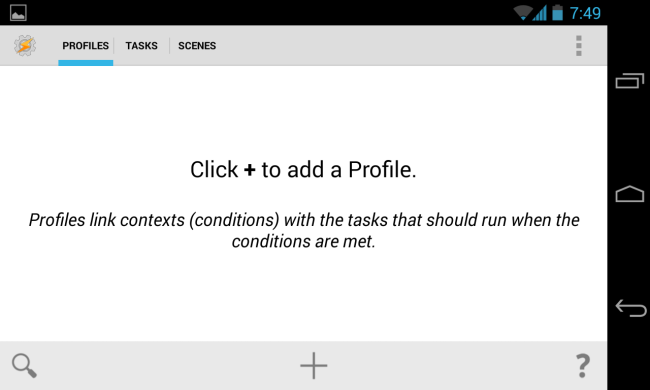 7:49
PROFILES TASKS SCENES
Click + to add a Profile.
Profiles link contexts (conditions) with the tasks that should run when the
conditions are met.
?